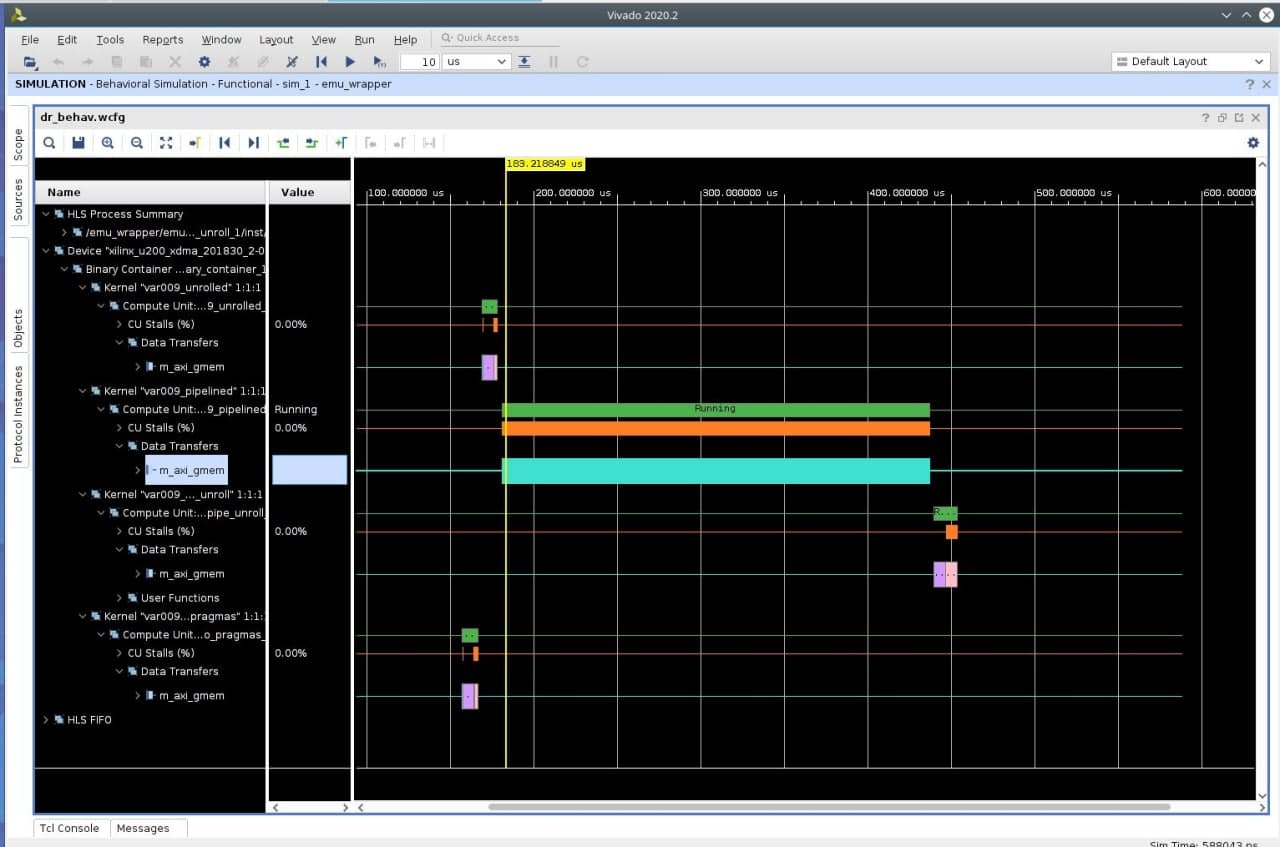 Vivado 2020.2
File Edit Tools Reports Window Layout View Run Help Quick Access
10 us Default Layout
SIMULATION - Behavioral Simulation - Functional - sim_1 - emu_wrapper
dr_behav.wcfg
Scope
Sources
Objects
Protocol Instances
183.218849 us
Name Value 100.000000 us 200.000000 us 300.000000 us 400.000000 us 500.000000 us 600.00000
HLS Process Summary
/emu_wrapper/emu..._unroll_1/inst/
Device "xilinx_u200_xdma_201830_2-0
Binary Container ...ary_container_1
Kernel "var009_unrolled" 1:1:1
Compute Unit:...9_unrolled_
CU Stalls (%) 0.00%
Data Transfers
m_axi_gmem
Kernel "var009_pipelined" 1:1:1
Compute Unit:...9_pipelined Running Running
CU Stalls (%) 0.00%
Data Transfers
m_axi_gmem
Kernel "var009_..._unroll" 1:1:1
Compute Unit:...pipe_unroll_ R...
CU Stalls (%) 0.00%
Data Transfers
m_axi_gmem
User Functions
Kernel "var009...pragmas" 1:1:
Compute Unit...o_pragmas_
CU Stalls (%) 0.00%
Data Transfers
m_axi_gmem
HLS FIFO
Tcl Console Messages
Sim Time: 588043 ps